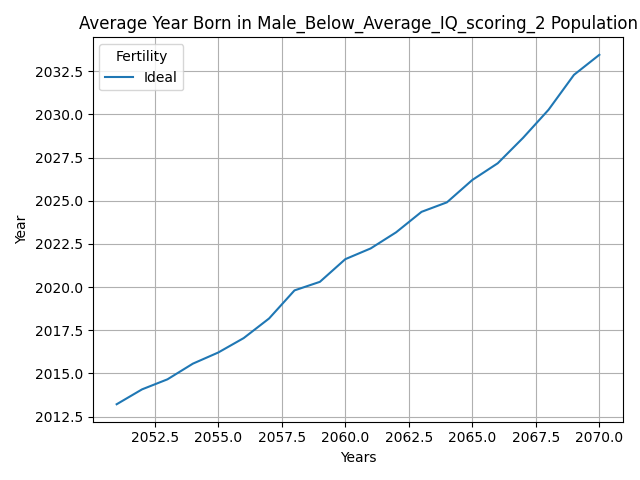 Average Year Born in Male_Below_Average_IQ_scoring_2 Population
Fertility
Ideal
2032.5
2030.0
2027.5
2025.0
2022.5
2020.0
2017.5
2015.0
2012.5
Year
2052.5 2055.0 2057.5 2060.0 2062.5 2065.0 2067.5 2070.0
Years